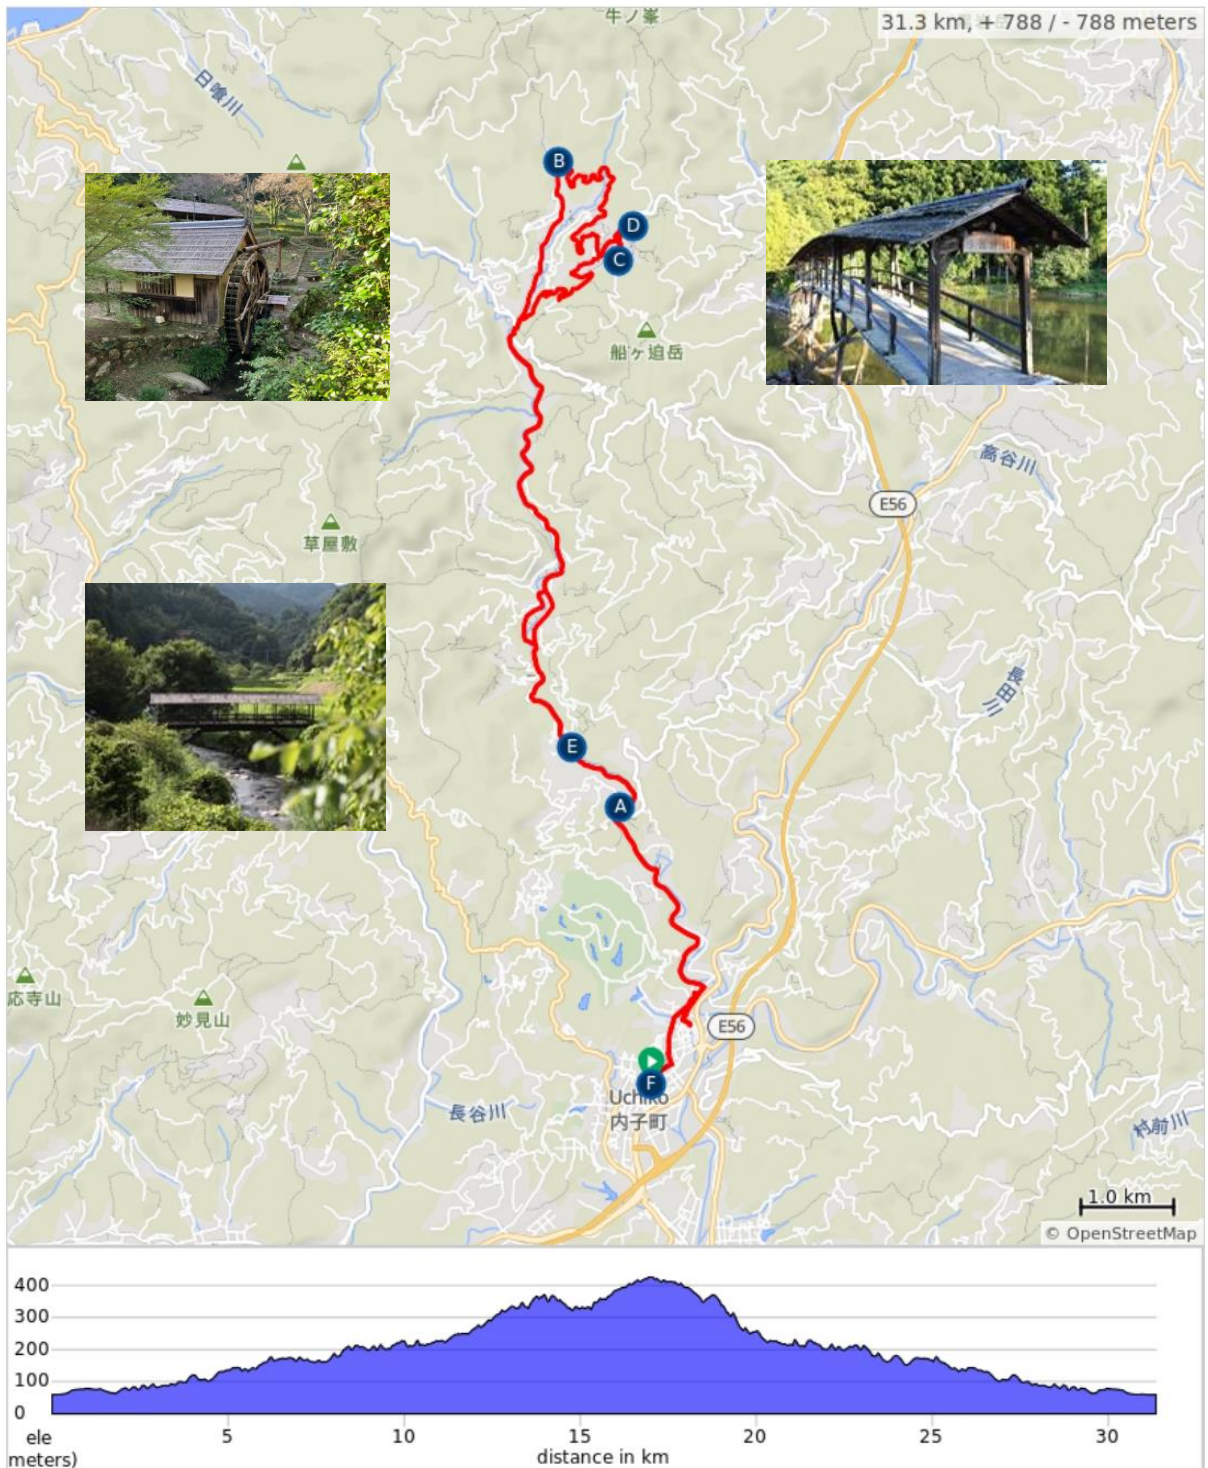 牛ノ峯
31.3 km, + 788 / - 788 meters
日喰川
B
D
C
船ヶ迫岳
高谷川
E56
草屋敷
長田川
E
A
応寺山
妙見山
E56
F
Uchiko
内子町
長谷川
村前川
1.0 km
© OpenStreetMap
400
300
200
100
0
ele
meters)
5
10
15
20
25
30
distance in km